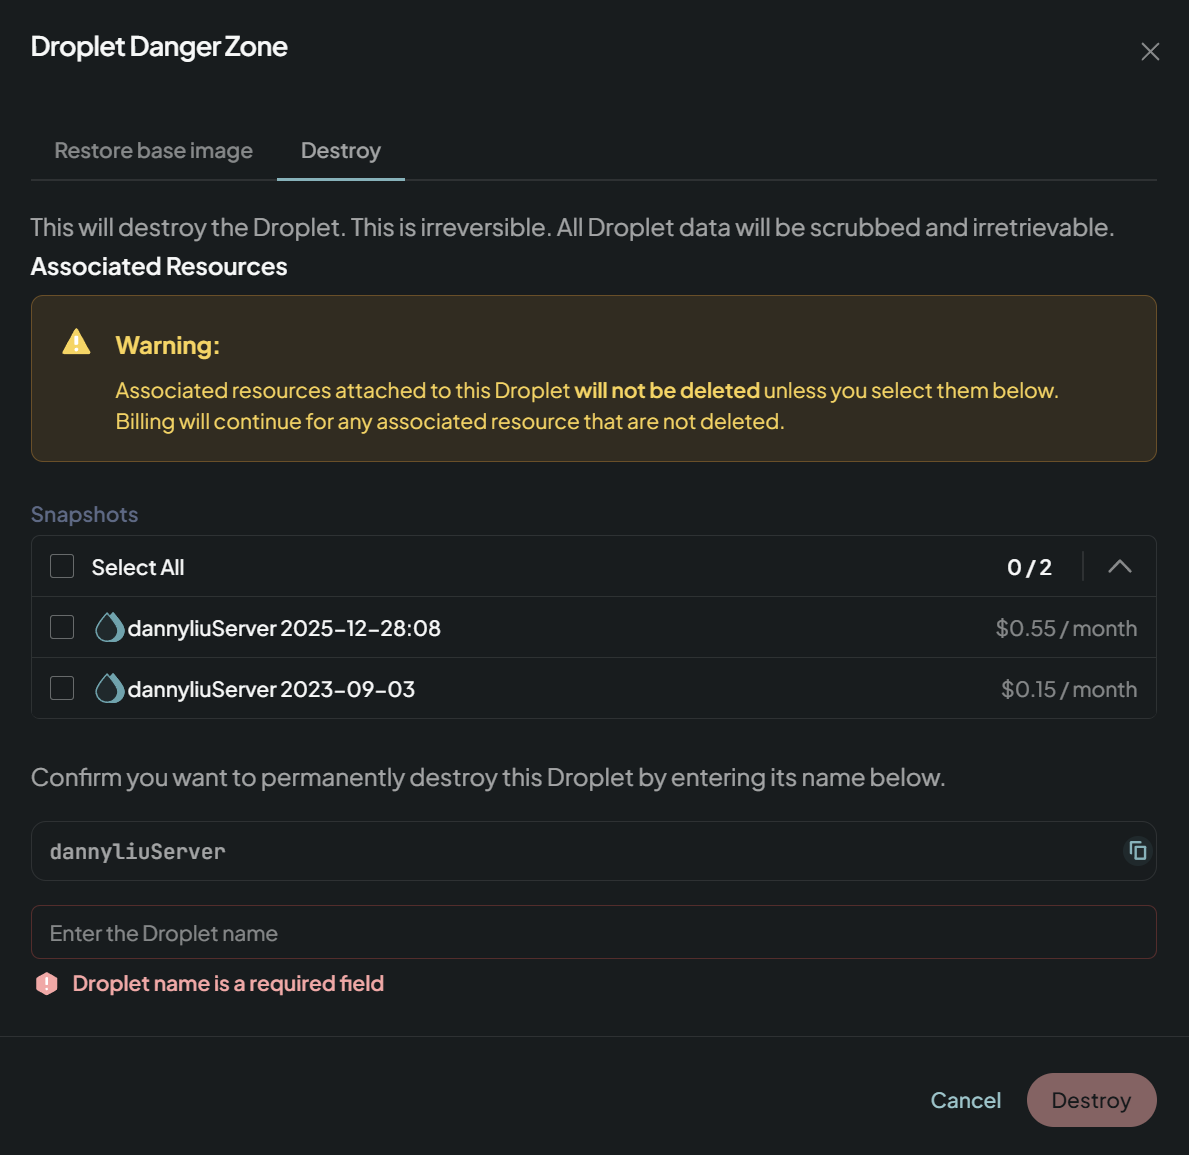 Droplet Danger Zone
Restore base image
Destroy
This will destroy the Droplet. This is irreversible. All Droplet data will be scrubbed and irretrievable.
Associated Resources
Warning:
Associated resources attached to this Droplet will not be deleted unless you select them below.
Billing will continue for any associated resource that are not deleted.
Snapshots
Select All 0 / 2
dannyliuServer 2025-12-28:08 $0.55 / month
dannyliuServer 2023-09-03 $0.15 / month
Confirm you want to permanently destroy this Droplet by entering its name below.
dannyliuServer
Enter the Droplet name
Droplet name is a required field
Cancel
Destroy